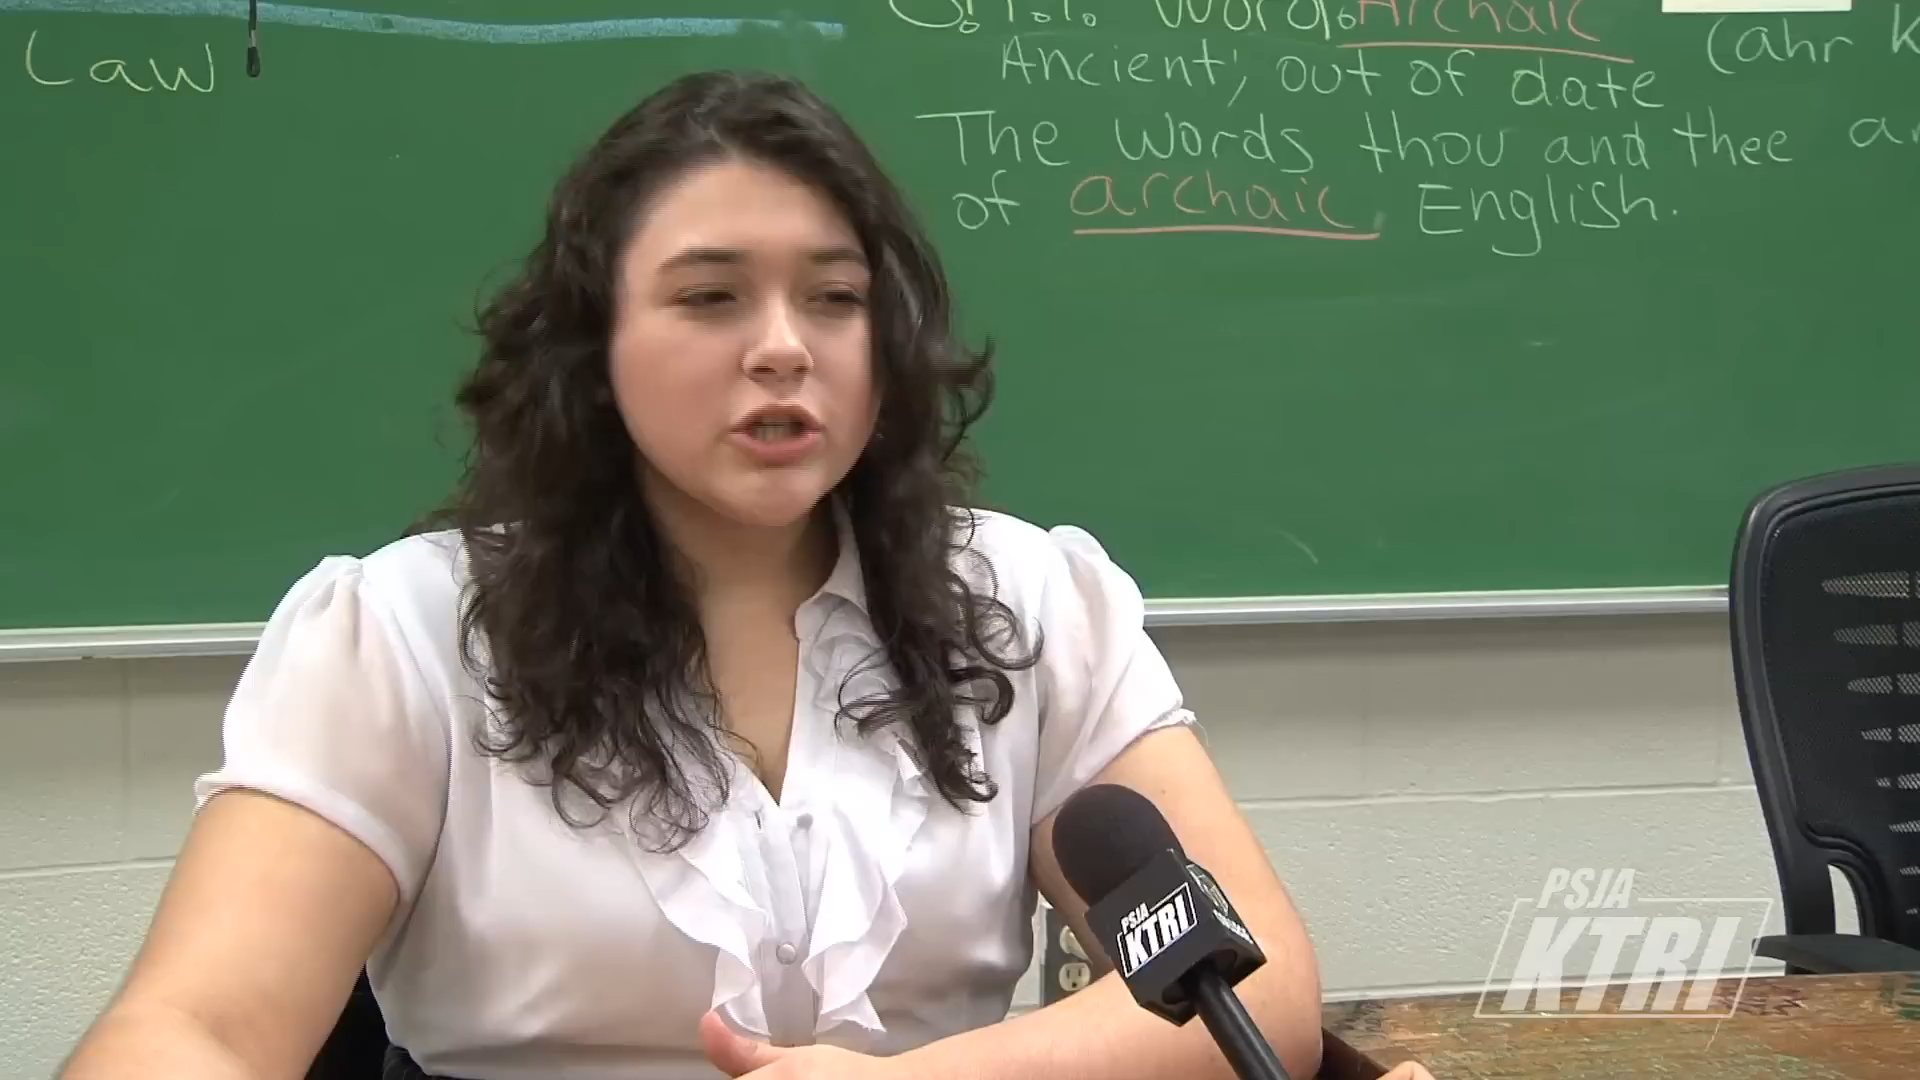 Law
Word Archaic
Ancient; out of date
(ahr
The words thou and thee
of archaic English.
PSJA
KTRI
PSJA
KTRI